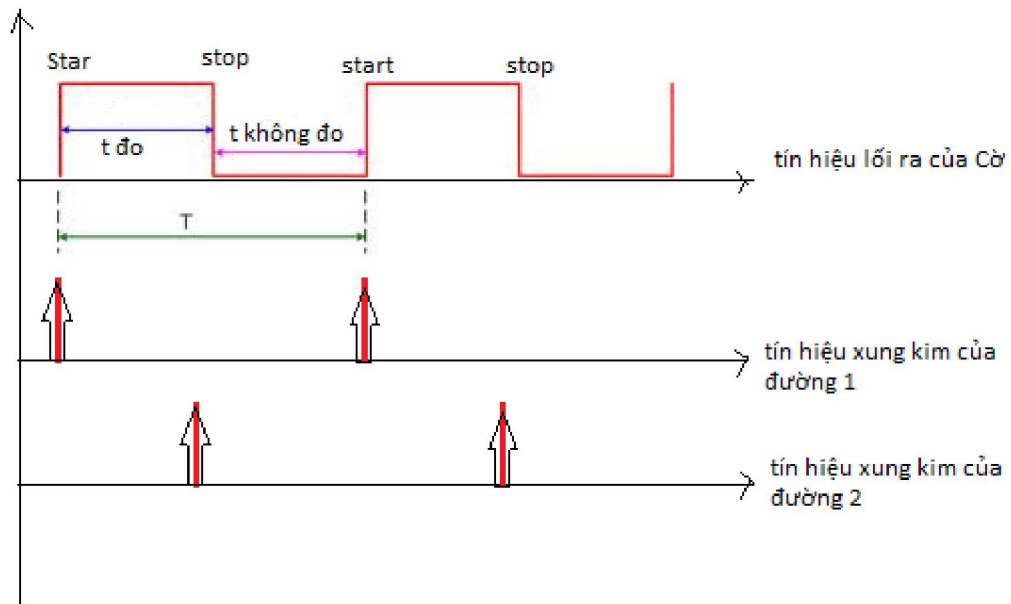 Star
stop
start
stop
t đo
t không đo
tín hiệu lối ra của Cờ
T
tín hiệu xung kim của
đường 1
tín hiệu xung kim của
đường 2